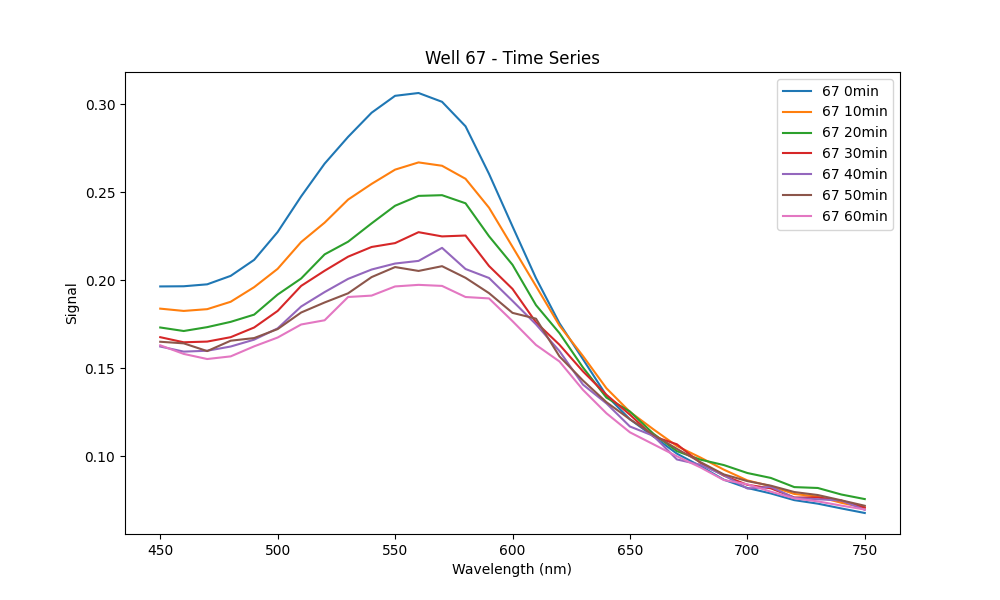 Well 67 - Time Series
67 0min
67 10min
67 20min
67 30min
67 40min
67 50min
67 60min
Signal
0.30
0.25
0.20
0.15
0.10
450 500 550 600 650 700 750
Wavelength (nm)